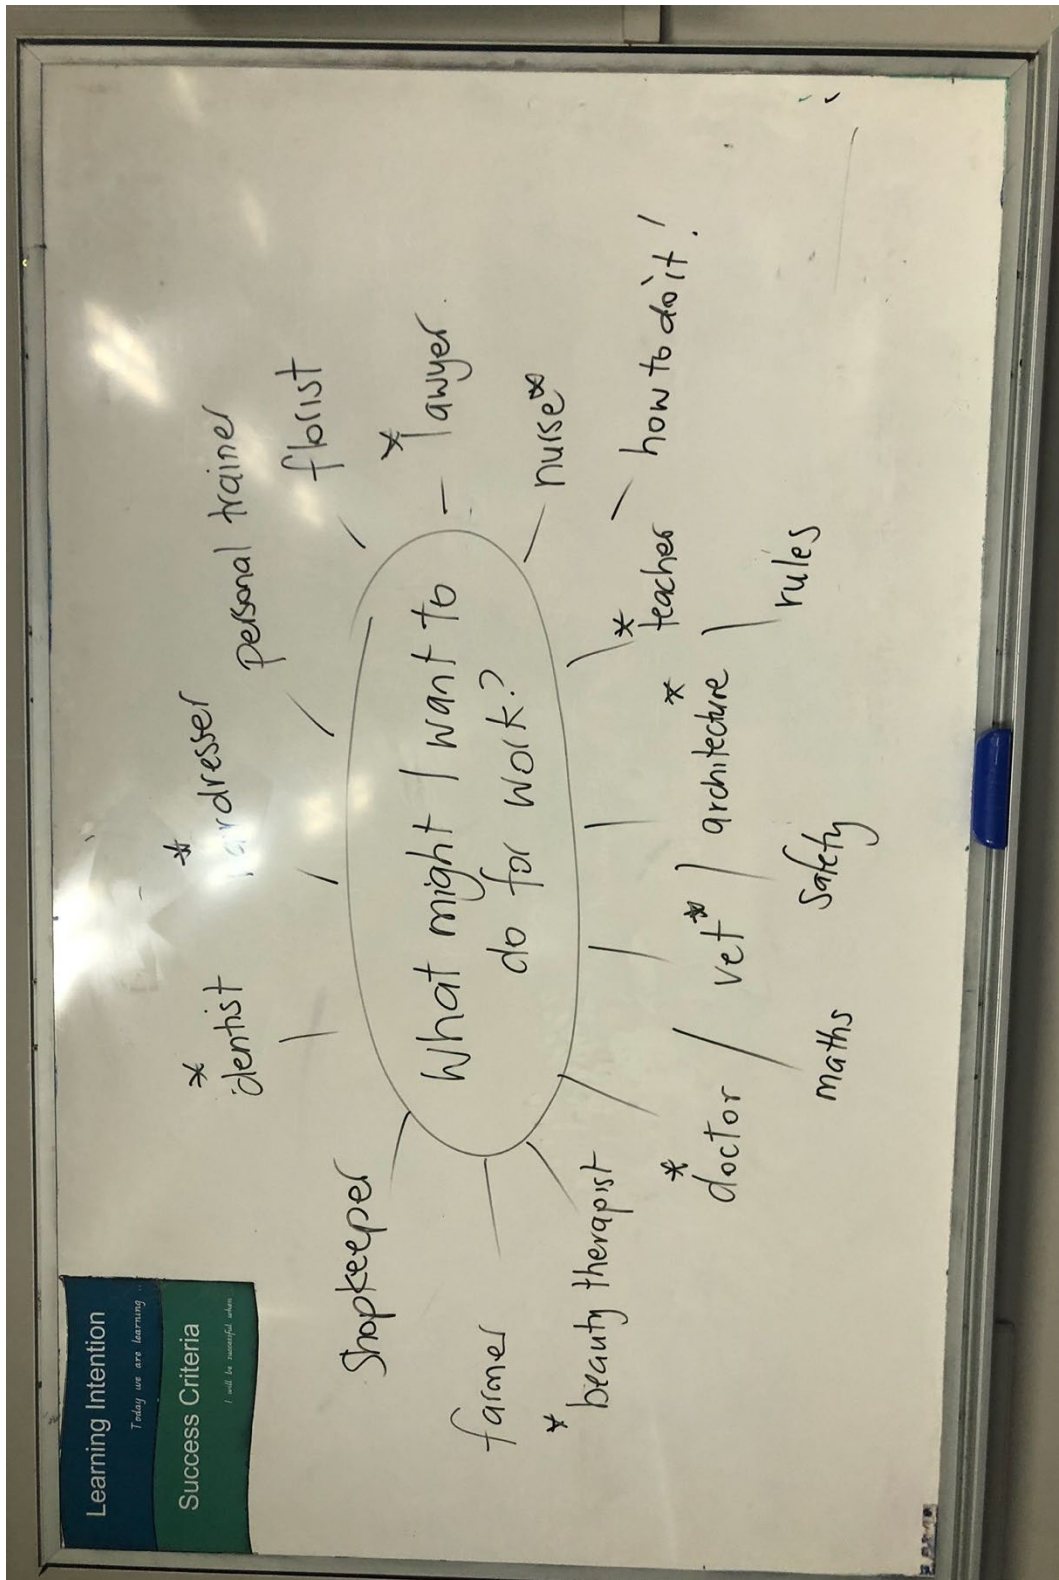 Learning Intention
Today we are learning ...
Success Criteria
I will be successful when
What might I want to
do for work?
Shopkeeper
* dentist
* ardresser
personal trainer
florist
* lawyer
nurse *
* teacher
how to do it!
* architecture
rules
vet *
safety
* doctor
maths
* beauty therapist
farmer